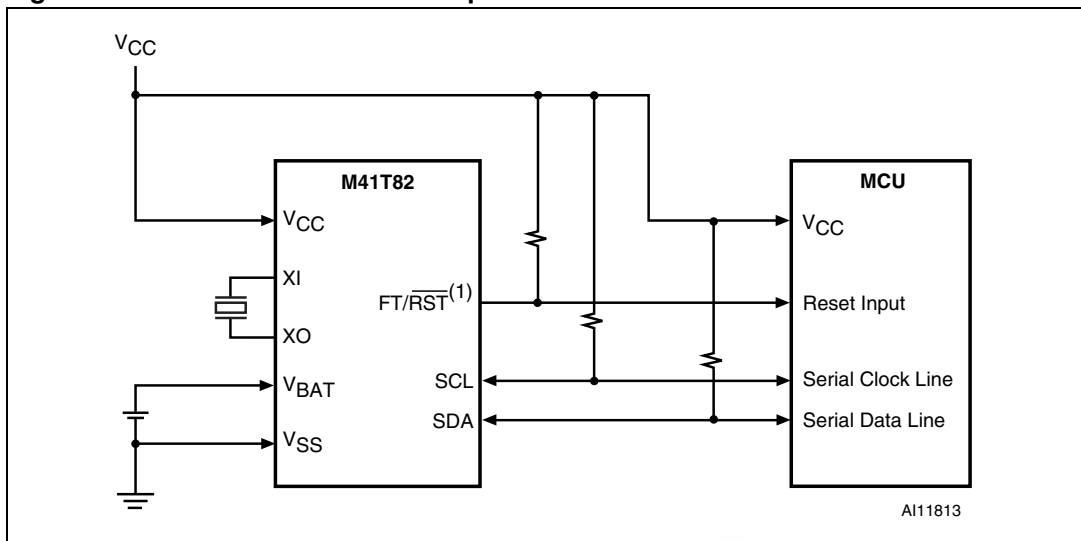 VCC
M41T82
MCU
VCC
VCC
XI
FT/RST(1)
Reset Input
XO
VBAT
SCL
Serial Clock Line
SDA
Serial Data Line
VSS
AI11813